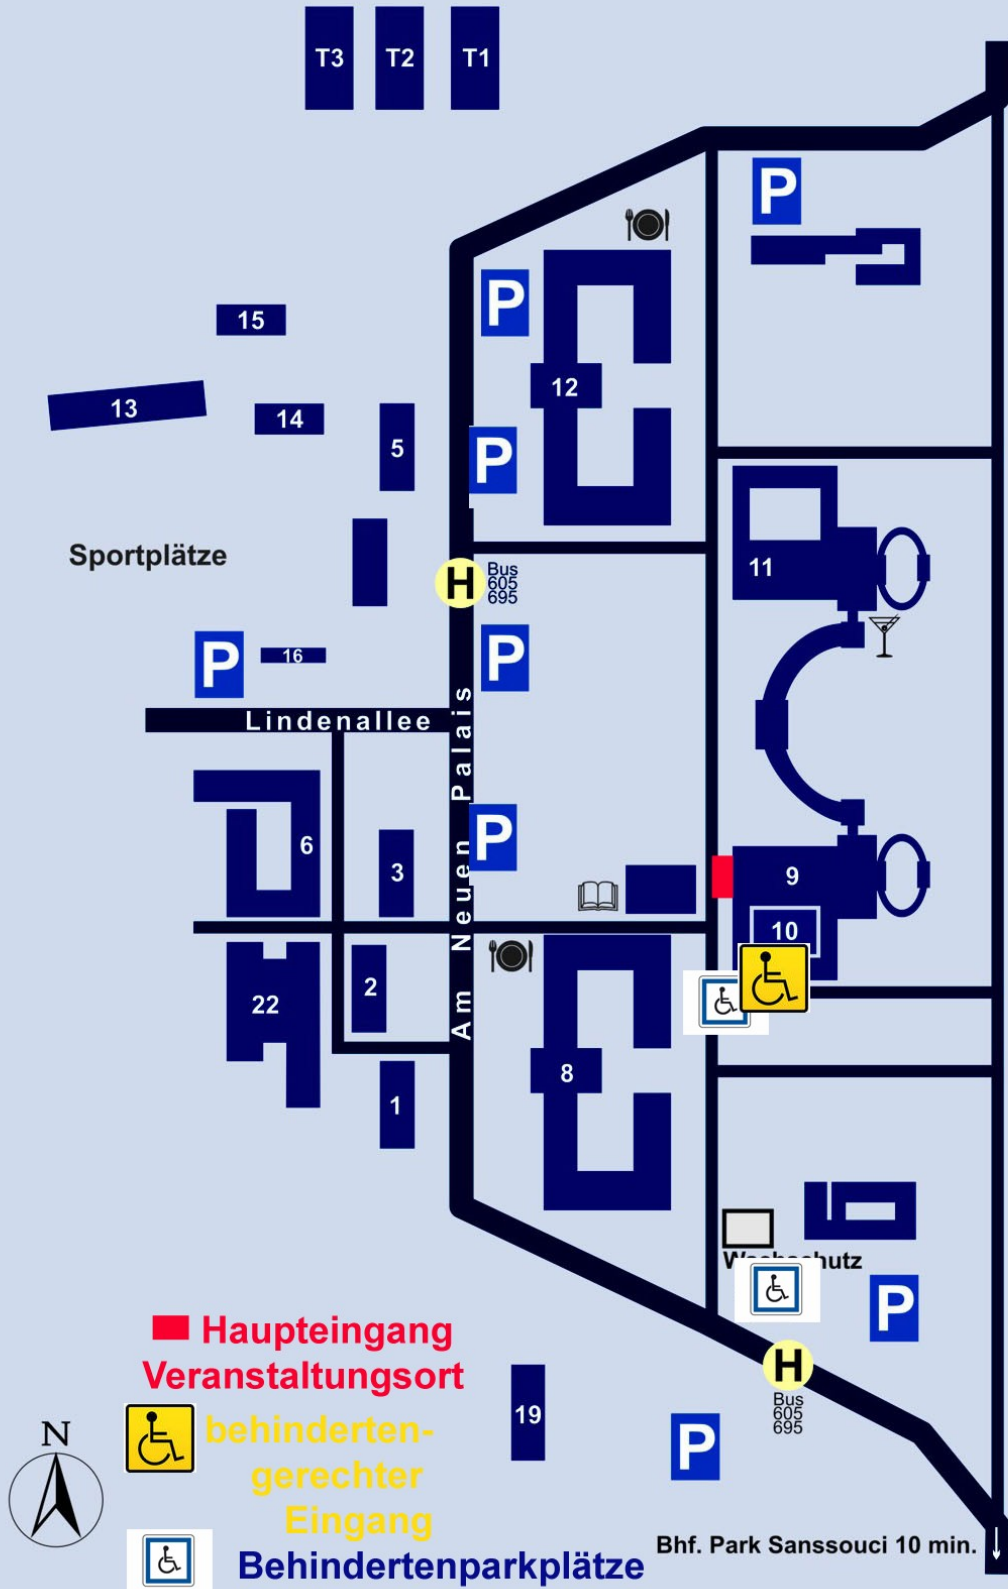 T3
T2
T1
P
P
15
12
13
14
5
P
Sportplätze
11
H
Bus
605
695
P
16
P
Lindenallee
Am Neuen Palais
P
6
3
9
10
2
22
8
1
Wachschutz
P
Haupteingang
Veranstaltungsort
H
Bus
605
695
19
P
N
behinderten-
gerechter
Eingang
Bhf. Park Sanssouci 10 min.
Behindertenparkplätze